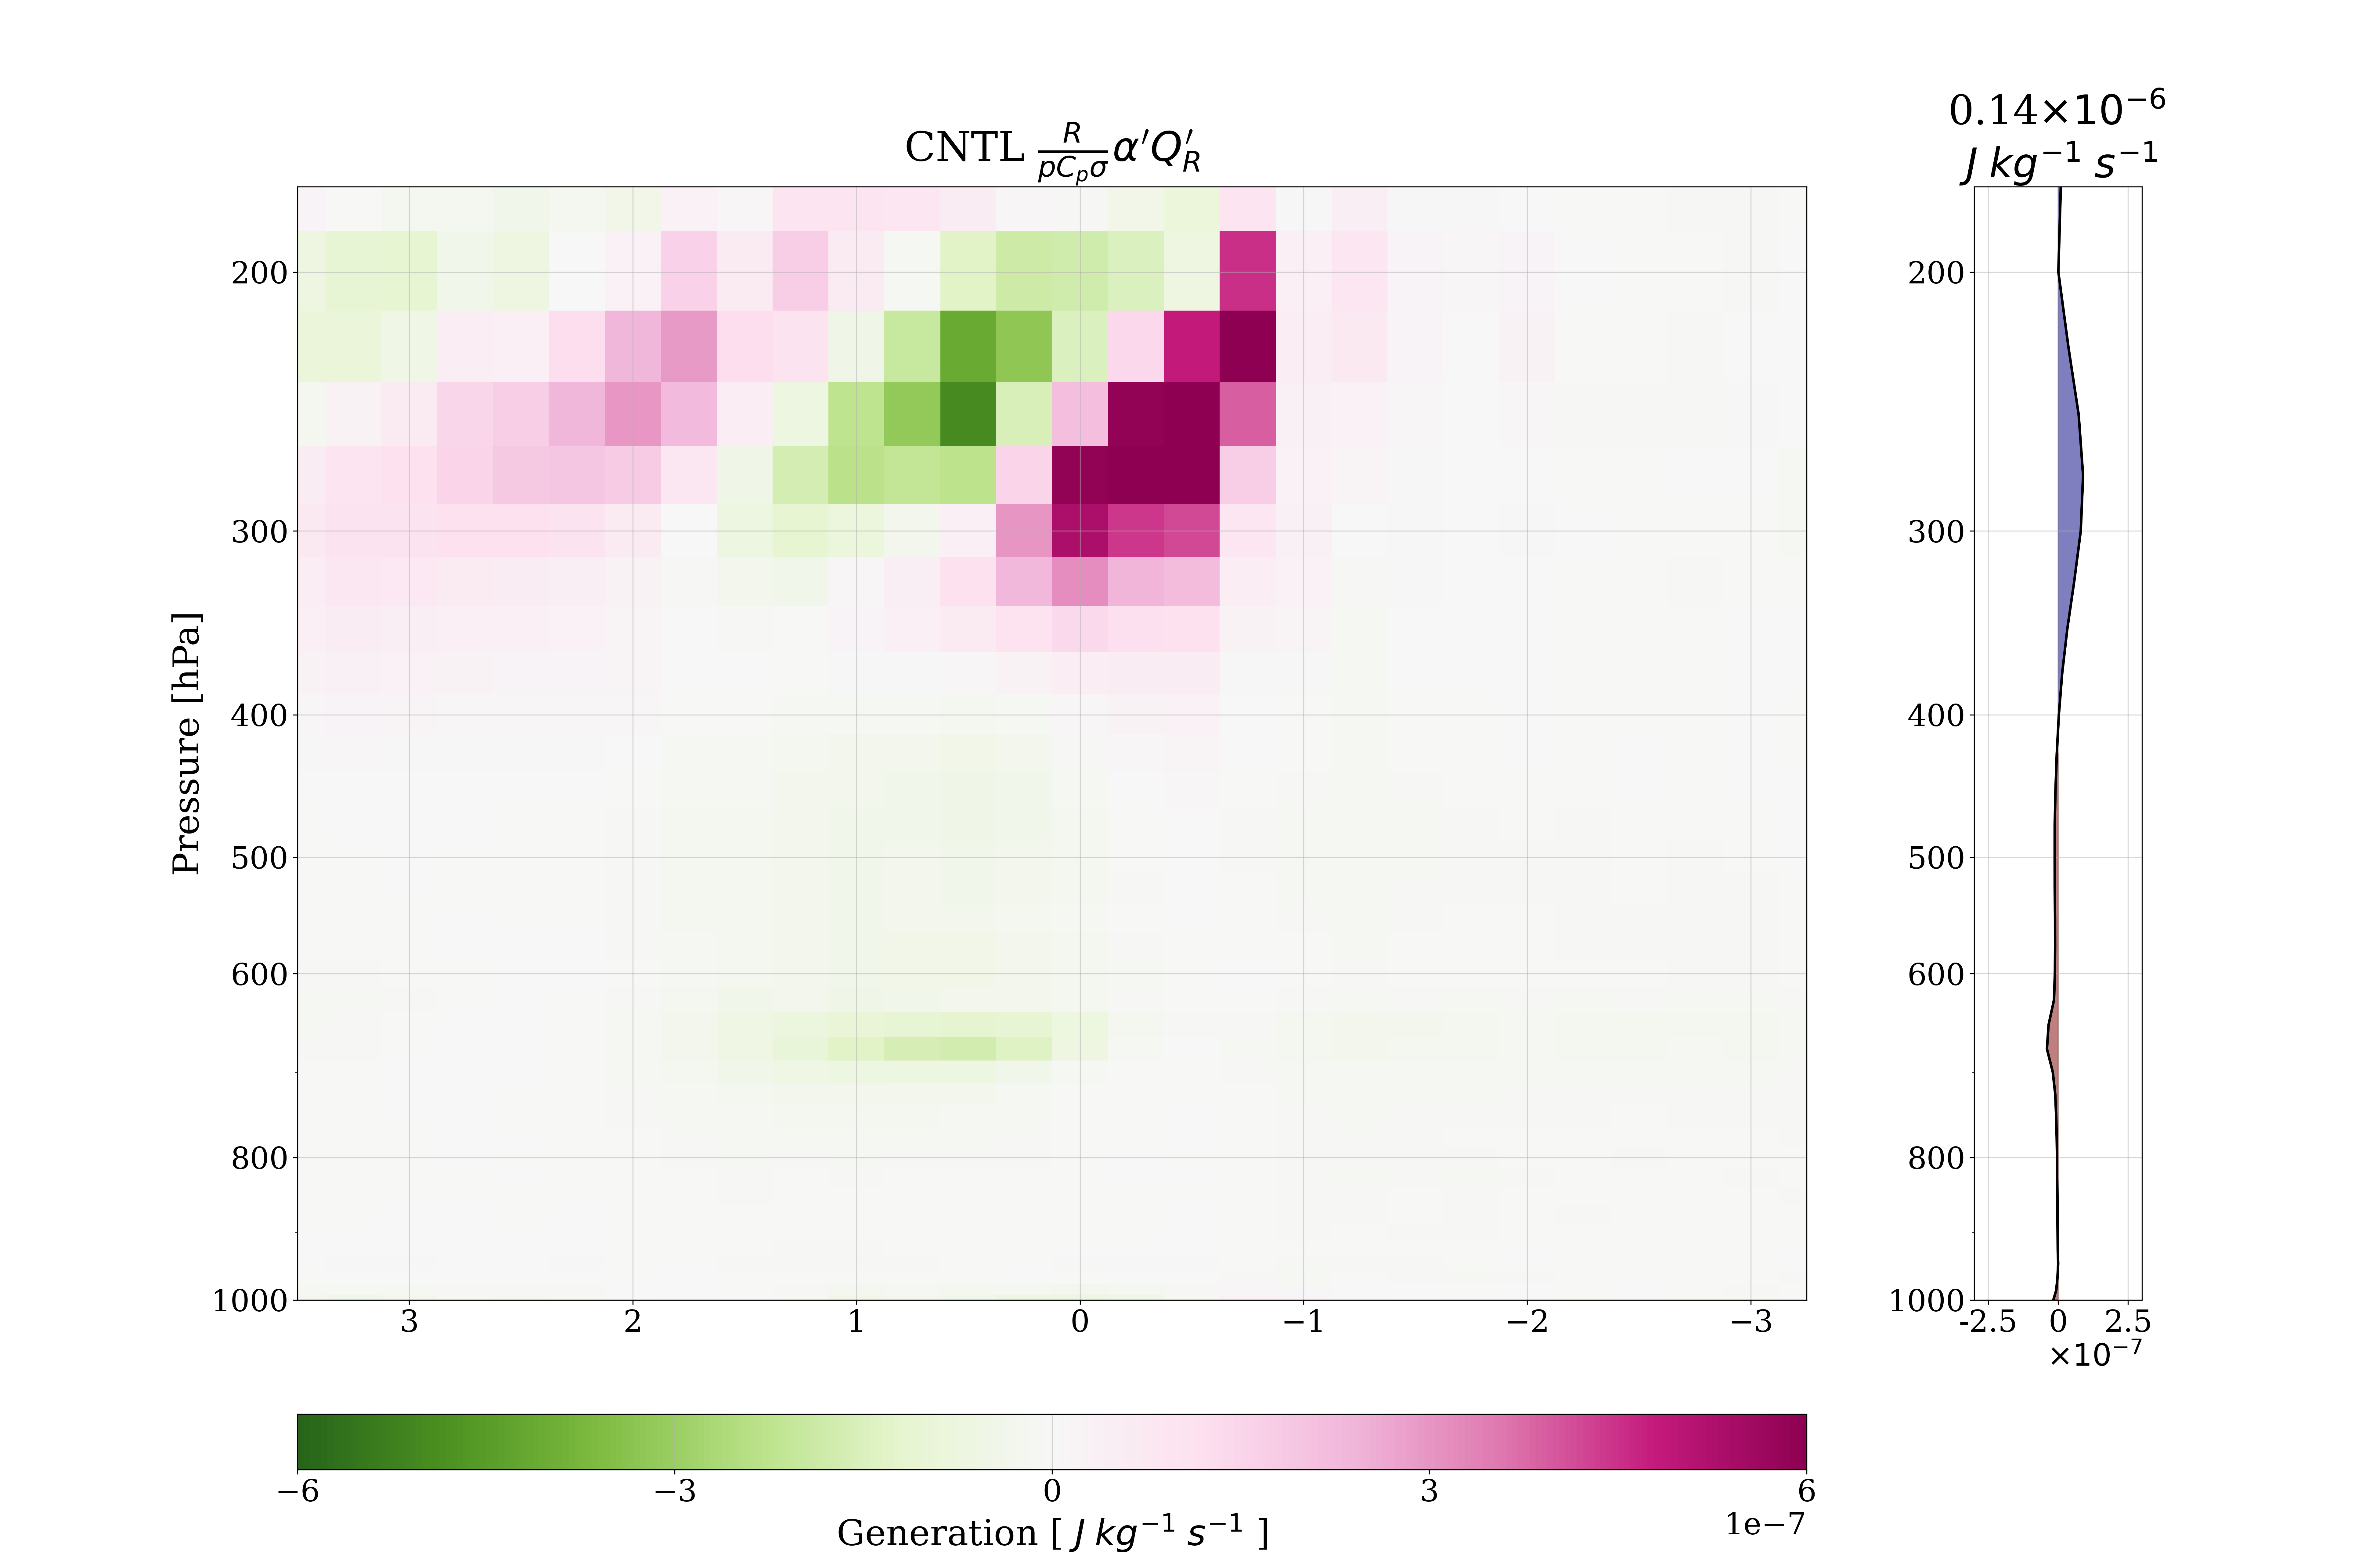 CNTL R/(pC_pσ) α′Q′_R
0.14×10⁻⁶
J kg⁻¹ s⁻¹
Pressure [hPa]
200
300
400
500
600
800
1000
3 2 1 0 −1 −2 −3
200
300
400
500
600
800
1000
-2.5 0 2.5
×10⁻⁷
−6 −3 0 3 6
1e−7
Generation [ J kg⁻¹ s⁻¹ ]